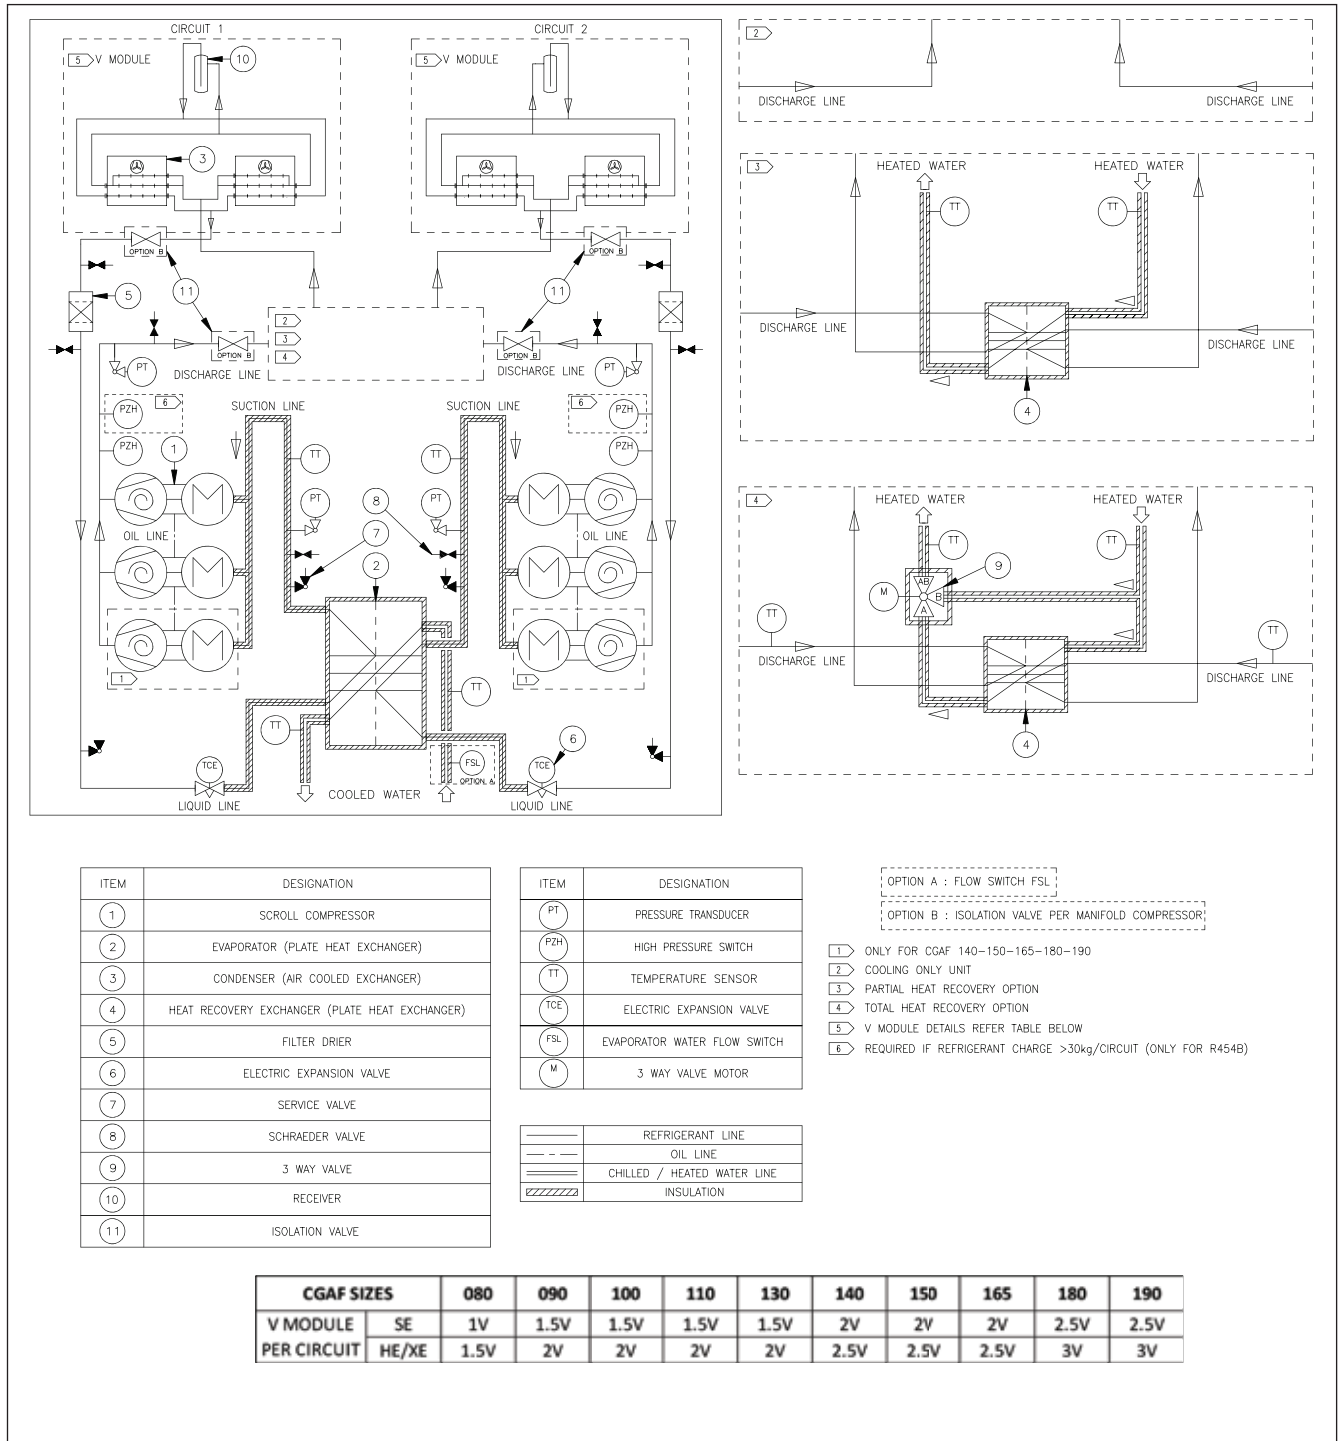 CIRCUIT 1
CIRCUIT 2
5 V MODULE
10
5 V MODULE
3
OPTION B
OPTION B
5
11
11
2
3
4
OPTION B
OPTION B
DISCHARGE LINE
DISCHARGE LINE
PT
PT
PZH
6
SUCTION LINE
SUCTION LINE
6
PZH
PZH
1
TT
TT
PZH
PT
8
PT
OIL LINE
7
OIL LINE
2
1
1
TT
TT
6
TCE
FSL
OPTION A
TCE
LIQUID LINE
COOLED WATER
LIQUID LINE
2
DISCHARGE LINE
DISCHARGE LINE
3
HEATED WATER
HEATED WATER
TT
TT
DISCHARGE LINE
DISCHARGE LINE
4
4
HEATED WATER
HEATED WATER
TT
TT
9
AB
M
B
A
TT
TT
DISCHARGE LINE
DISCHARGE LINE
4
ITEM DESIGNATION
1 SCROLL COMPRESSOR
2 EVAPORATOR (PLATE HEAT EXCHANGER)
3 CONDENSER (AIR COOLED EXCHANGER)
4 HEAT RECOVERY EXCHANGER (PLATE HEAT EXCHANGER)
5 FILTER DRIER
6 ELECTRIC EXPANSION VALVE
7 SERVICE VALVE
8 SCHRAEDER VALVE
9 3 WAY VALVE
10 RECEIVER
11 ISOLATION VALVE
ITEM DESIGNATION
PT PRESSURE TRANSDUCER
PZH HIGH PRESSURE SWITCH
TT TEMPERATURE SENSOR
TCE ELECTRIC EXPANSION VALVE
FSL EVAPORATOR WATER FLOW SWITCH
M 3 WAY VALVE MOTOR
REFRIGERANT LINE
OIL LINE
CHILLED / HEATED WATER LINE
INSULATION
OPTION A : FLOW SWITCH FSL
OPTION B : ISOLATION VALVE PER MANIFOLD COMPRESSOR
1 ONLY FOR CGAF 140-150-165-180-190
2 COOLING ONLY UNIT
3 PARTIAL HEAT RECOVERY OPTION
4 TOTAL HEAT RECOVERY OPTION
5 V MODULE DETAILS REFER TABLE BELOW
6 REQUIRED IF REFRIGERANT CHARGE >30kg/CIRCUIT (ONLY FOR R454B)
CGAF SIZES 080 090 100 110 130 140 150 165 180 190
V MODULE PER CIRCUIT
SE 1V 1.5V 1.5V 1.5V 1.5V 2V 2V 2V 2.5V 2.5V
HE/XE 1.5V 2V 2V 2V 2V 2.5V 2.5V 2.5V 3V 3V